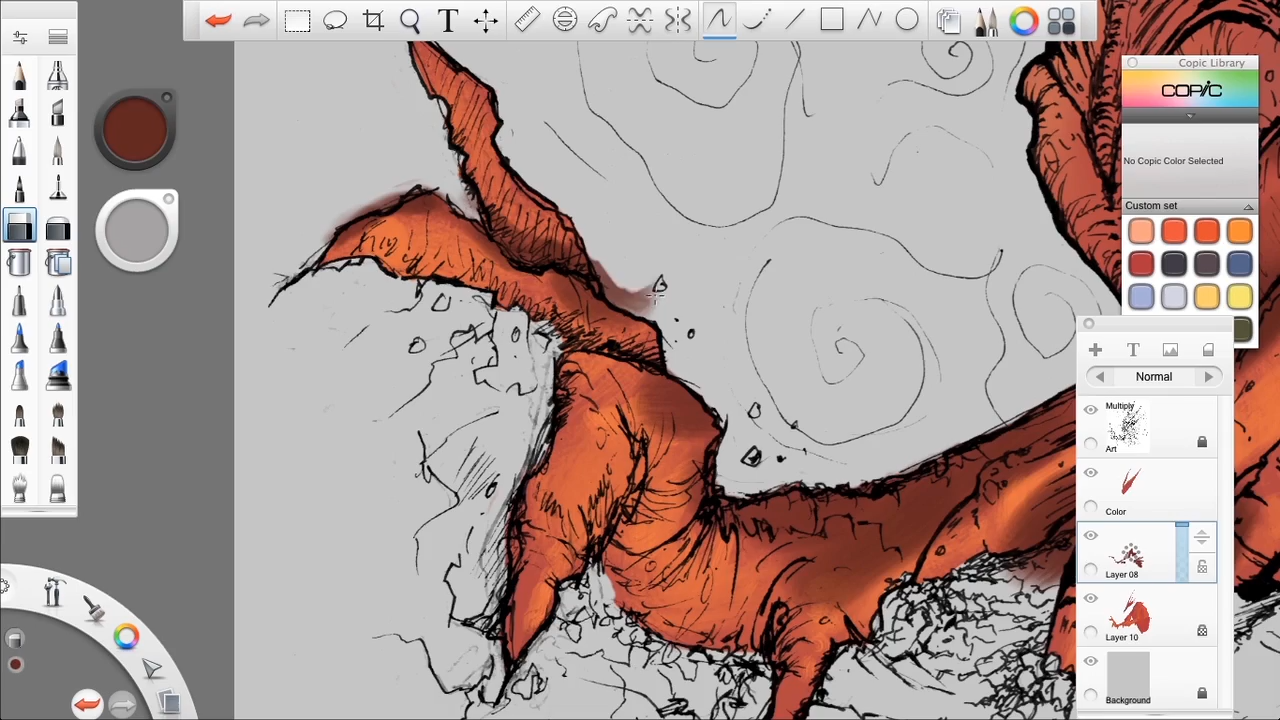 T
Copic Library
COPIC
No Copic Color Selected
Custom set
T
Normal
Multiply
Art
Color
Layer 08
Layer 10
Background